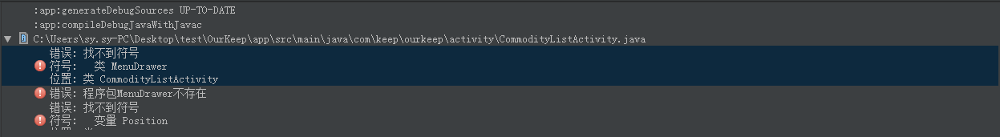 :app:generateDebugSources UP-TO-DATE
:app:compileDebugJavaWithJavac
C:\Users\sy.sy-PC\Desktop\test\OurKeep\app\src\main\java\com\keep\ourkeep\activity\CommodityListActivity.java
错误: 找不到符号
符号:   类 MenuDrawer
位置: 类 CommodityListActivity
错误: 程序包MenuDrawer不存在
错误: 找不到符号
符号:   变量 Position